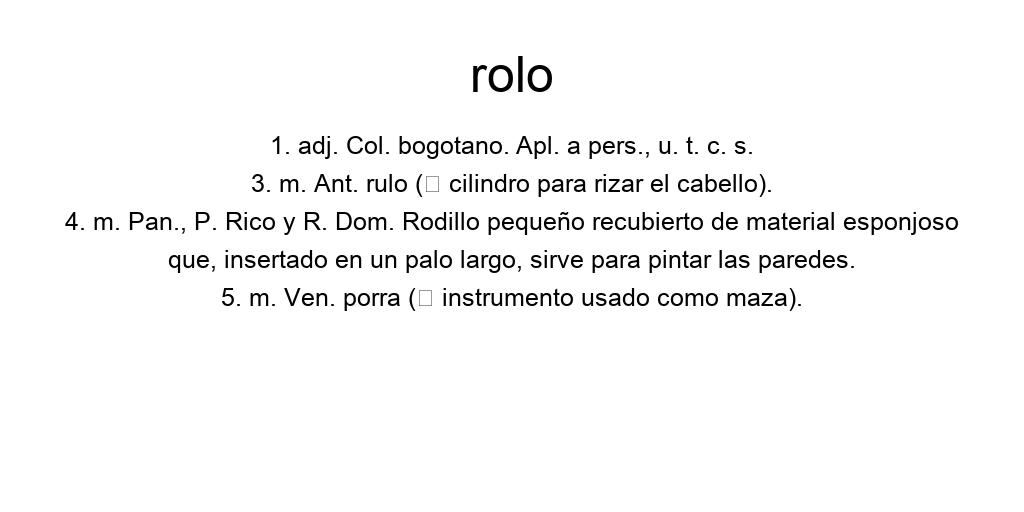 rolo
1. adj. Col. bogotano. Apl. a pers., u. t. c. s.
3. m. Ant. rulo (▯ cilindro para rizar el cabello).
4. m. Pan., P. Rico y R. Dom. Rodillo pequeño recubierto de material esponjoso
que, insertado en un palo largo, sirve para pintar las paredes.
5. m. Ven. porra (▯ instrumento usado como maza).